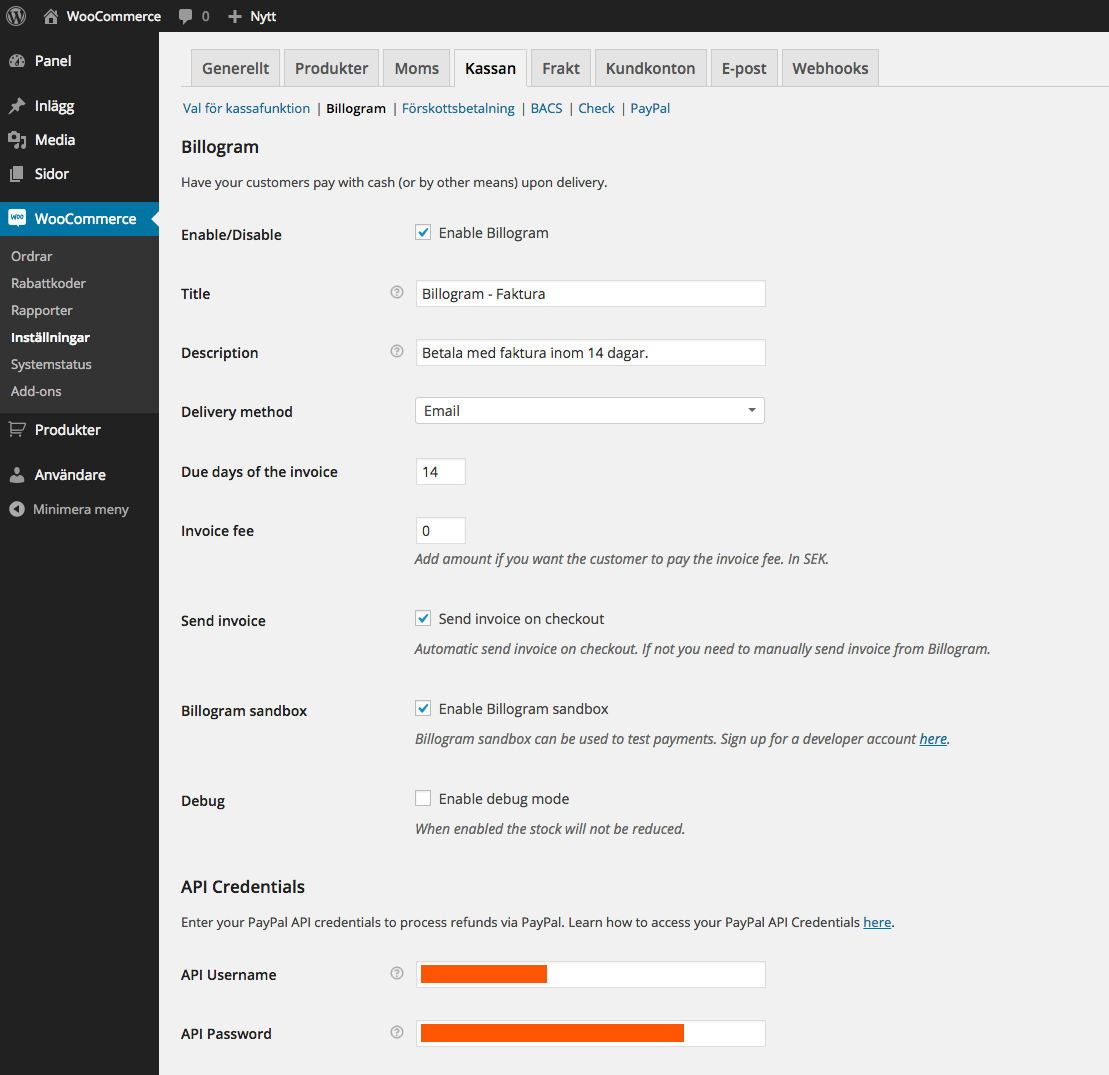 WooCommerce 0 Nytt
Panel
Inlägg
Media
Sidor
WooCommerce
Ordrar
Rabattkoder
Rapporter
Inställningar
Systemstatus
Add-ons
Produkter
Användare
Minimera meny
Generellt Produkter Moms Kassan Frakt Kundkonton E-post Webhooks
Val för kassafunktion | Billogram | Förskottsbetalning | BACS | Check | PayPal
Billogram
Have your customers pay with cash (or by other means) upon delivery.
Enable/Disable Enable Billogram
Title ? Billogram - Faktura
Description ? Betala med faktura inom 14 dagar.
Delivery method Email
Due days of the invoice 14
Invoice fee 0
Add amount if you want the customer to pay the invoice fee. In SEK.
Send invoice Send invoice on checkout
Automatic send invoice on checkout. If not you need to manually send invoice from Billogram.
Billogram sandbox Enable Billogram sandbox
Billogram sandbox can be used to test payments. Sign up for a developer account here.
Debug Enable debug mode
When enabled the stock will not be reduced.
API Credentials
Enter your PayPal API credentials to process refunds via PayPal. Learn how to access your PayPal API Credentials here.
API Username ?
API Password ?